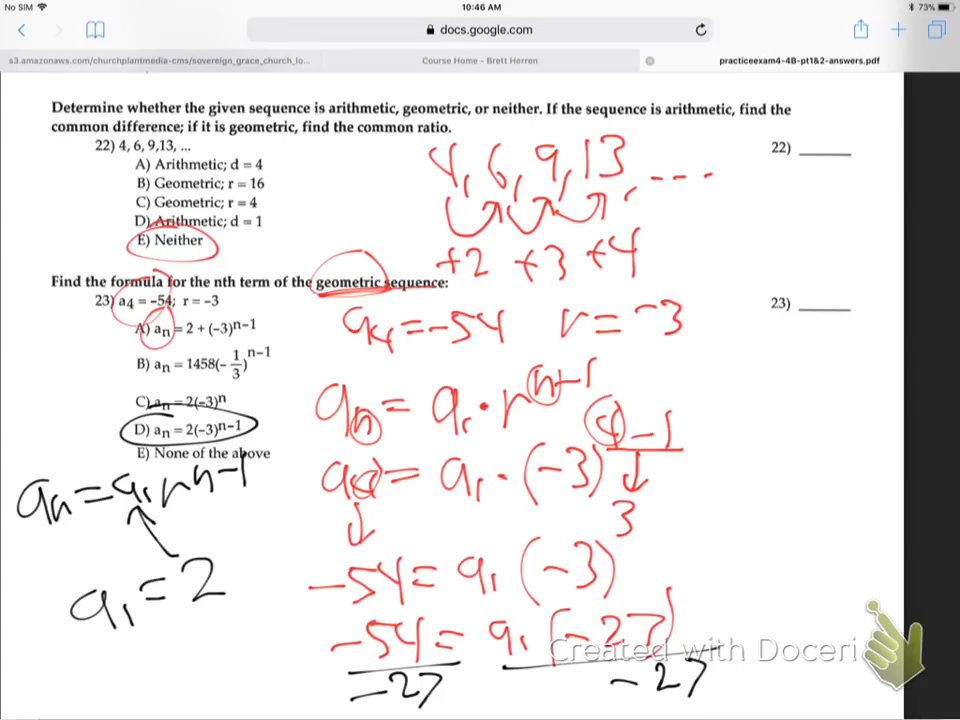 No SIM 10:46 AM 73%
docs.google.com
s3.amazonaws.com/churchplantmedia-cms/sovereign_grace_church_lo... Course Home - Brett Herren practiceexam4-4B-pt1&2-answers.pdf
Determine whether the given sequence is arithmetic, geometric, or neither. If the sequence is arithmetic, find the
common difference; if it is geometric, find the common ratio.
22) 4, 6, 9,13, ... 22)
A) Arithmetic; d = 4
B) Geometric; r = 16
C) Geometric; r = 4
D) Arithmetic; d = 1
E) Neither
4, 6, 9, 13, ...
+2 +3 +4
Find the formula for the nth term of the geometric sequence:
23) a4 = -54; r = -3 23)
A) an = 2 + (-3)n-1
B) an = 1458(-1/3)n-1
C) an = 2(-3)n
D) an = 2(-3)n-1
E) None of the above
a4 = -54 r = -3
an = a1 · r n-1
a4 = a1 · (-3) 4-1
3
-54 = a1 (-3)
-54 = a1 (-27)
-27 -27
an = a1 r n-1
a1 = 2
Created with Doceri